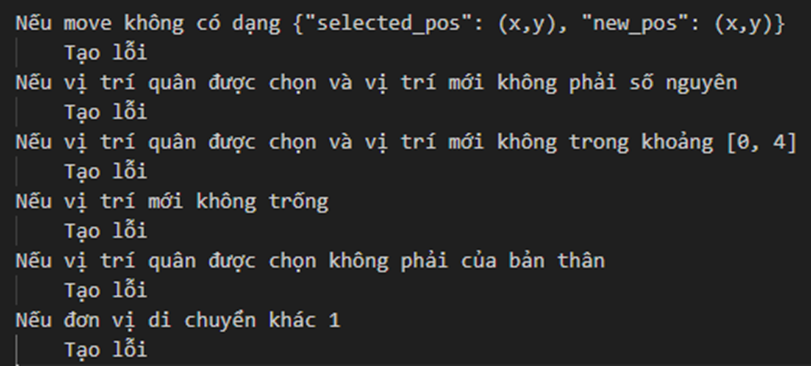 Nếu move không có dạng {"selected_pos": (x,y), "new_pos": (x,y)}
Tạo lỗi
Nếu vị trí quân được chọn và vị trí mới không phải số nguyên
Tạo lỗi
Nếu vị trí quân được chọn và vị trí mới không trong khoảng [0, 4]
Tạo lỗi
Nếu vị trí mới không trống
Tạo lỗi
Nếu vị trí quân được chọn không phải của bản thân
Tạo lỗi
Nếu đơn vị di chuyển khác 1
Tạo lỗi